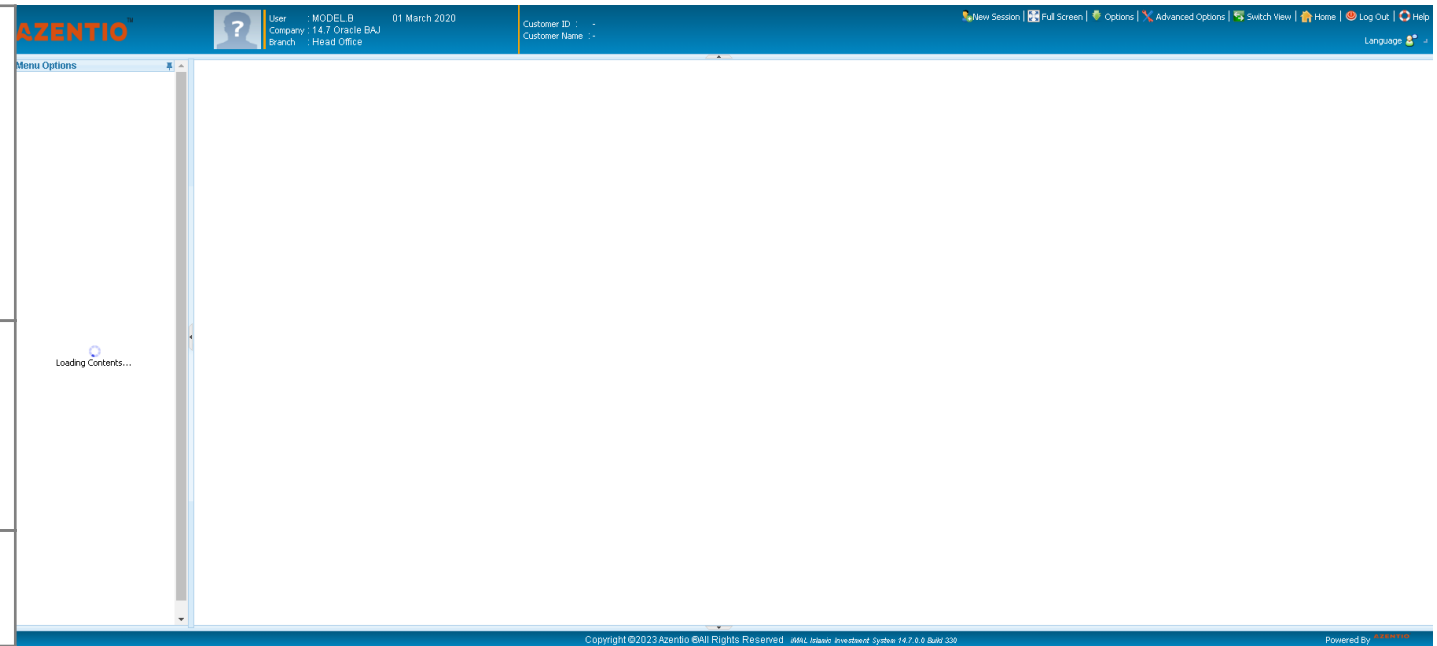 AZENTIO™
User : MODEL.B 01 March 2020
Company : 14.7 Oracle BAJ
Branch : Head Office
Customer ID : -
Customer Name : -
New Session | Full Screen | Options | Advanced Options | Switch View | Home | Log Out | Help
Language
Menu Options
Loading Contents...
Copyright ©2023 Azentio ®All Rights Reserved iMAL Islamic Investment System 14.7.0.0 Build 330
Powered By AZENTIO